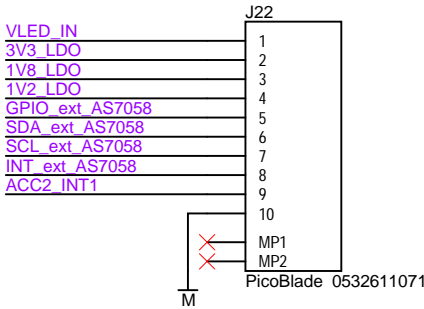 J22
VLED_IN 1
3V3_LDO 2
1V8_LDO 3
1V2_LDO 4
GPIO_ext_AS7058 5
SDA_ext_AS7058 6
SCL_ext_AS7058 7
INT_ext_AS7058 8
ACC2_INT1 9
10
MP1
MP2
PicoBlade 0532611071
M